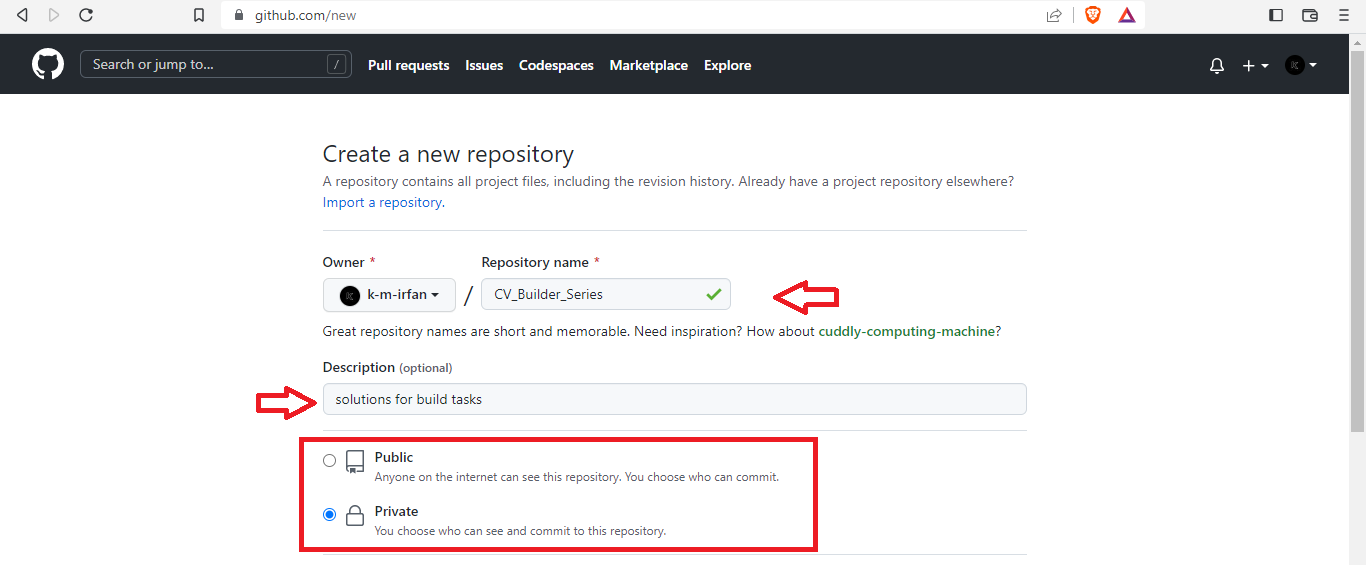 github.com/new
Search or jump to... /
Pull requests Issues Codespaces Marketplace Explore
Create a new repository
A repository contains all project files, including the revision history. Already have a project repository elsewhere?
Import a repository.
Owner * Repository name *
k-m-irfan / CV_Builder_Series
Great repository names are short and memorable. Need inspiration? How about cuddly-computing-machine?
Description (optional)
solutions for build tasks
Public
Anyone on the internet can see this repository. You choose who can commit.
Private
You choose who can see and commit to this repository.